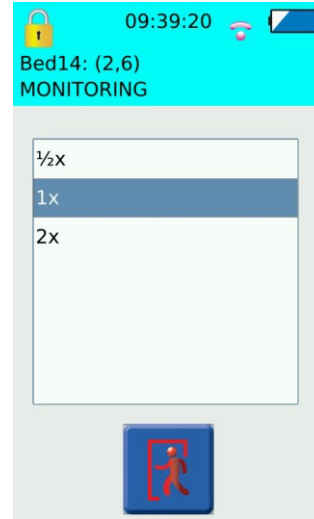 09:39:20
Bed14: (2,6)
MONITORING
½x
1x
2x